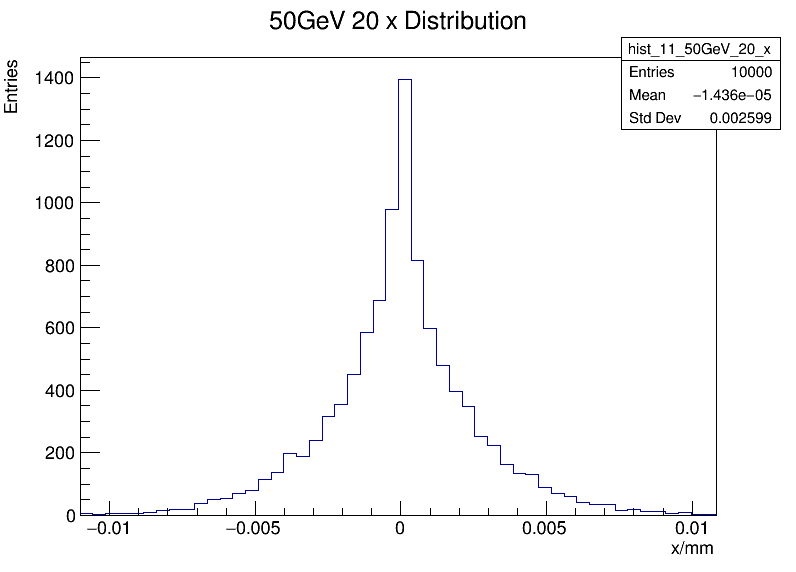 50GeV 20 x Distribution
hist_11_50GeV_20_x
Entries 10000
Mean −1.436e−05
Std Dev 0.002599
Entries
1400
1200
1000
800
600
400
200
0
−0.01 −0.005 0 0.005 0.01
x/mm